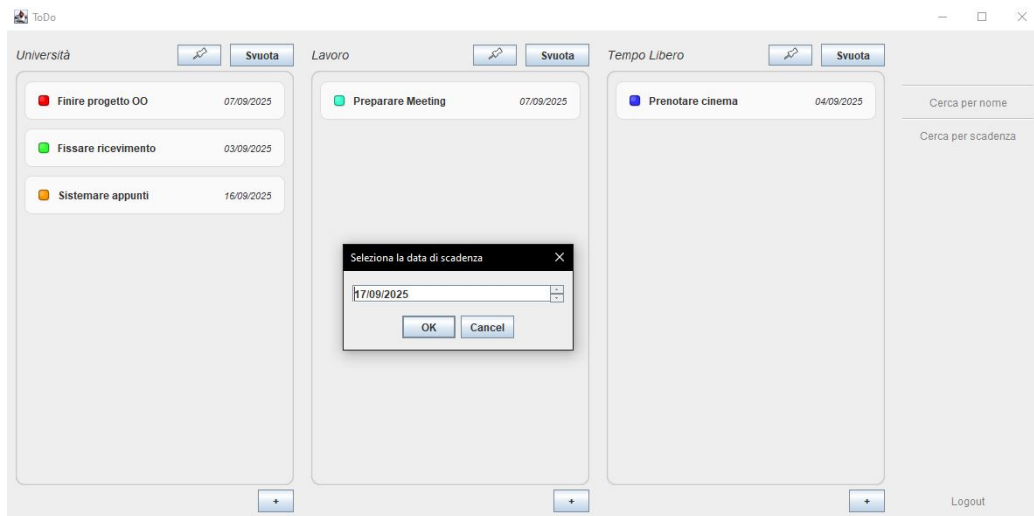 ToDo
Università
Svuota
Finire progetto OO 07/09/2025
Fissare ricevimento 03/09/2025
Sistemare appunti 16/09/2025
+
Lavoro
Svuota
Preparare Meeting 07/09/2025
+
Tempo Libero
Svuota
Prenotare cinema 04/09/2025
+
Seleziona la data di scadenza
17/09/2025
OK Cancel
Cerca per nome
Cerca per scadenza
Logout